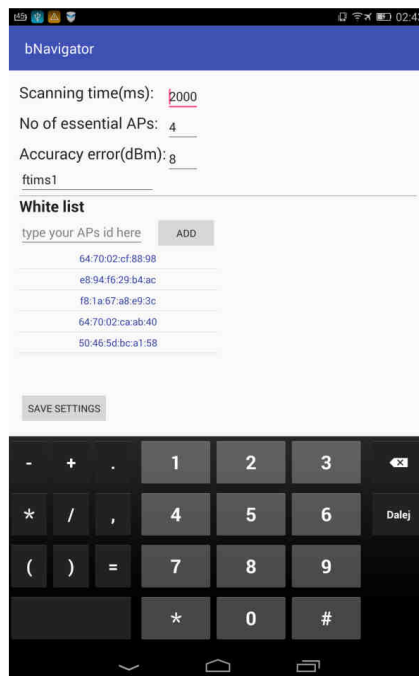 02:43
bNavigator
Scanning time(ms): 2000
No of essential APs: 4
Accuracy error(dBm): 8
ftims1
White list
type your APs id here ADD
64:70:02:cf:88:98
e8:94:f6:29:b4:ac
f8:1a:67:a8:e9:3c
64:70:02:ca:ab:40
50:46:5d:bc:a1:58
SAVE SETTINGS
- + . 1 2 3
* / , 4 5 6 Dalej
( ) = 7 8 9
* 0 #